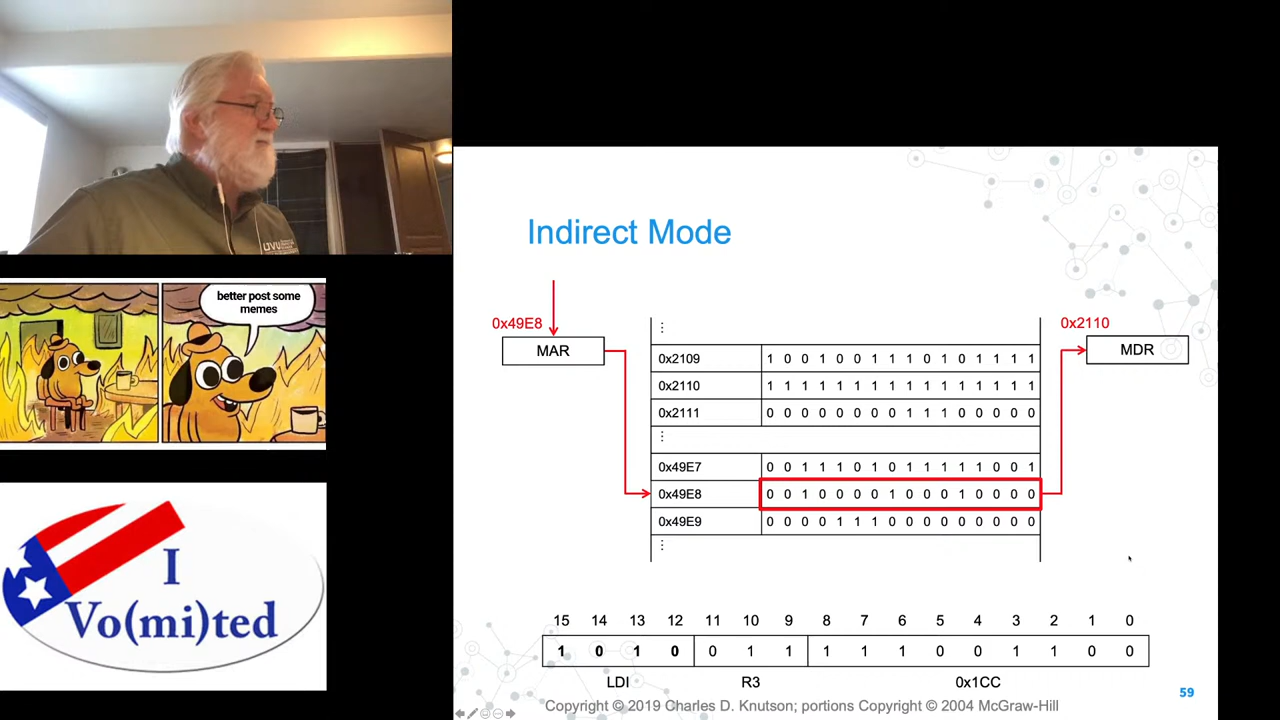 UVU
better post some
memes
I
Vo(mi)ted
Indirect Mode
0x49E8
MAR
0x2110
MDR
⋮
0x2109 1 0 0 1 0 0 1 1 1 0 1 0 1 1 1 1
0x2110 1 1 1 1 1 1 1 1 1 1 1 1 1 1 1 1
0x2111 0 0 0 0 0 0 0 0 1 1 1 0 0 0 0 0
⋮
0x49E7 0 0 1 1 1 0 1 0 1 1 1 1 1 0 0 1
0x49E8 0 0 1 0 0 0 0 1 0 0 0 1 0 0 0 0
0x49E9 0 0 0 0 1 1 1 0 0 0 0 0 0 0 0 0
⋮
15 14 13 12 11 10 9 8 7 6 5 4 3 2 1 0
1 0 1 0 0 1 1 1 1 1 0 0 1 1 0 0
LDI R3 0x1CC
Copyright © 2019 Charles D. Knutson; portions Copyright © 2004 McGraw-Hill
59